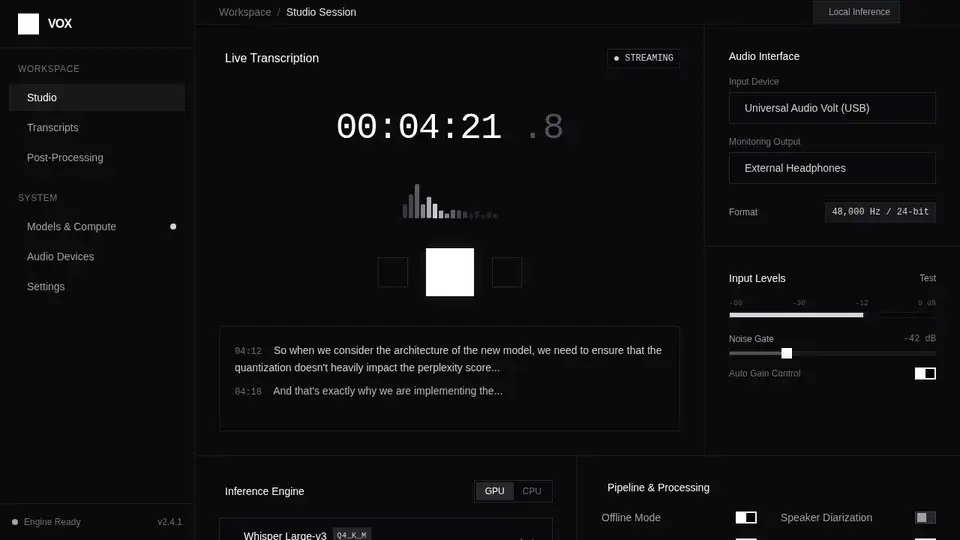 VOX
WORKSPACE
Studio
Transcripts
Post-Processing
SYSTEM
Models & Compute
Audio Devices
Settings
Engine Ready v2.4.1
Workspace / Studio Session
Local Inference
Live Transcription
STREAMING
00:04:21 .8
04:12 So when we consider the architecture of the new model, we need to ensure that the
quantization doesn't heavily impact the perplexity score...
04:18 And that's exactly why we are implementing the...
Audio Interface
Input Device
Universal Audio Volt (USB)
Monitoring Output
External Headphones
Format 48,000 Hz / 24-bit
Input Levels Test
-60 -30 -12 0 dB
Noise Gate -42 dB
Auto Gain Control
Inference Engine
GPU CPU
Whisper Large-v3 Q4_K_M
Pipeline & Processing
Offline Mode
Speaker Diarization